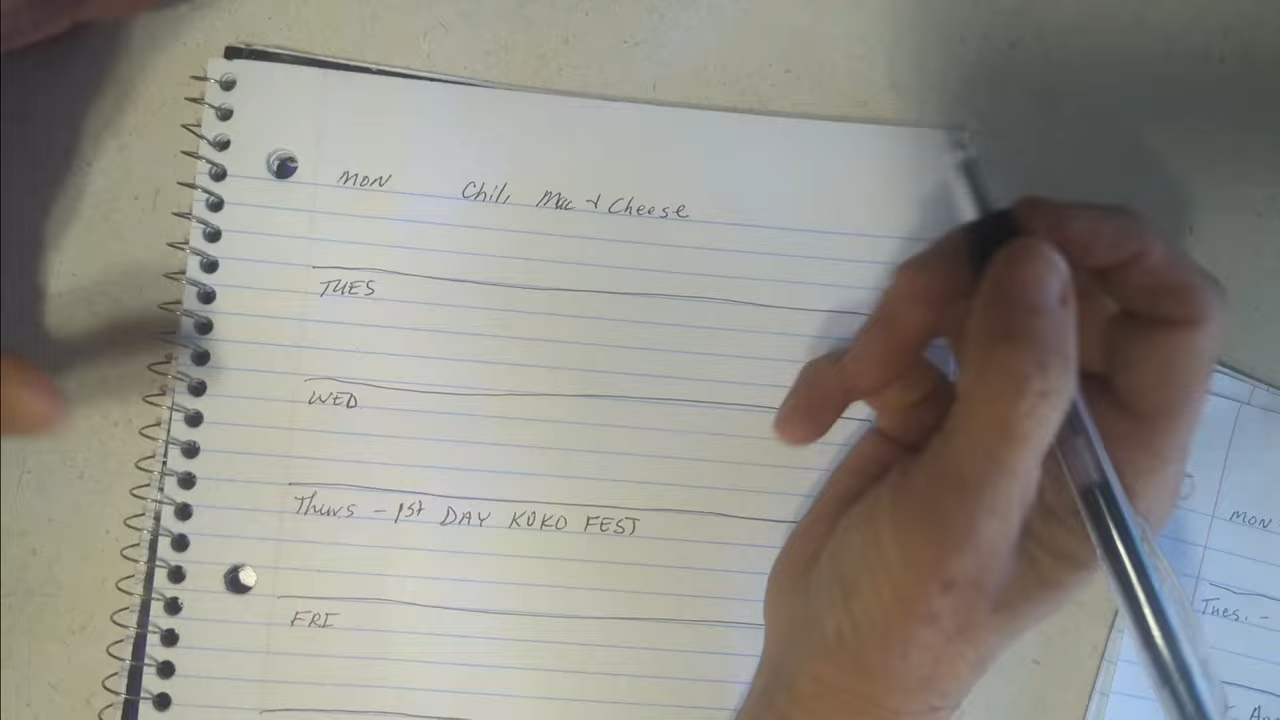 MON Chili Mac & Cheese
TUES
WED
Thurs - 1st DAY KOKO FEST
FRI
MON
Tues. -